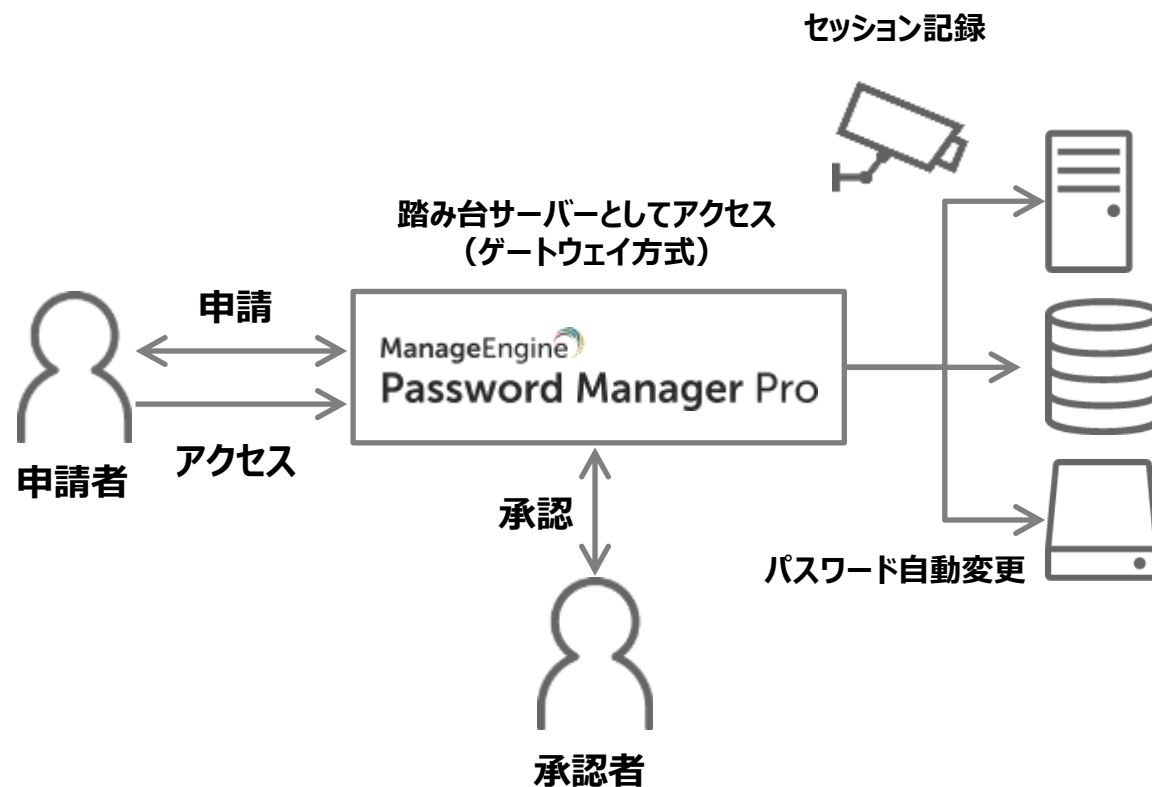 セッション記録
踏み台サーバーとしてアクセス
（ゲートウェイ方式）
申請
ManageEngine
Password Manager Pro
アクセス
申請者
承認
パスワード自動変更
承認者